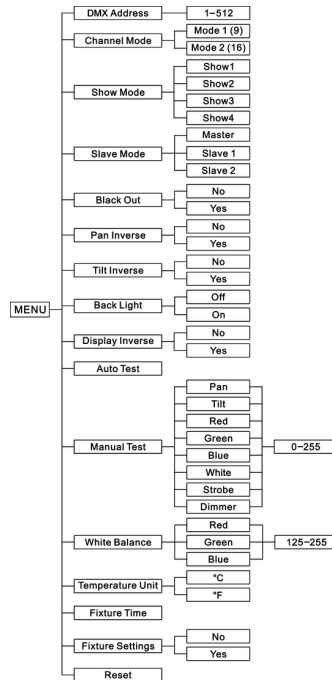 DMX Address
1–512
Channel Mode
Mode 1 (9)
Mode 2 (16)
Show Mode
Show1
Show2
Show3
Show4
Slave Mode
Master
Slave 1
Slave 2
Black Out
No
Yes
Pan Inverse
No
Yes
Tilt Inverse
No
Yes
MENU
Back Light
Off
On
Display Inverse
No
Yes
Auto Test
Manual Test
Pan
Tilt
Red
Green
Blue
White
Strobe
Dimmer
0–255
White Balance
Red
Green
Blue
125–255
Temperature Unit
°C
°F
Fixture Time
Fixture Settings
No
Yes
Reset